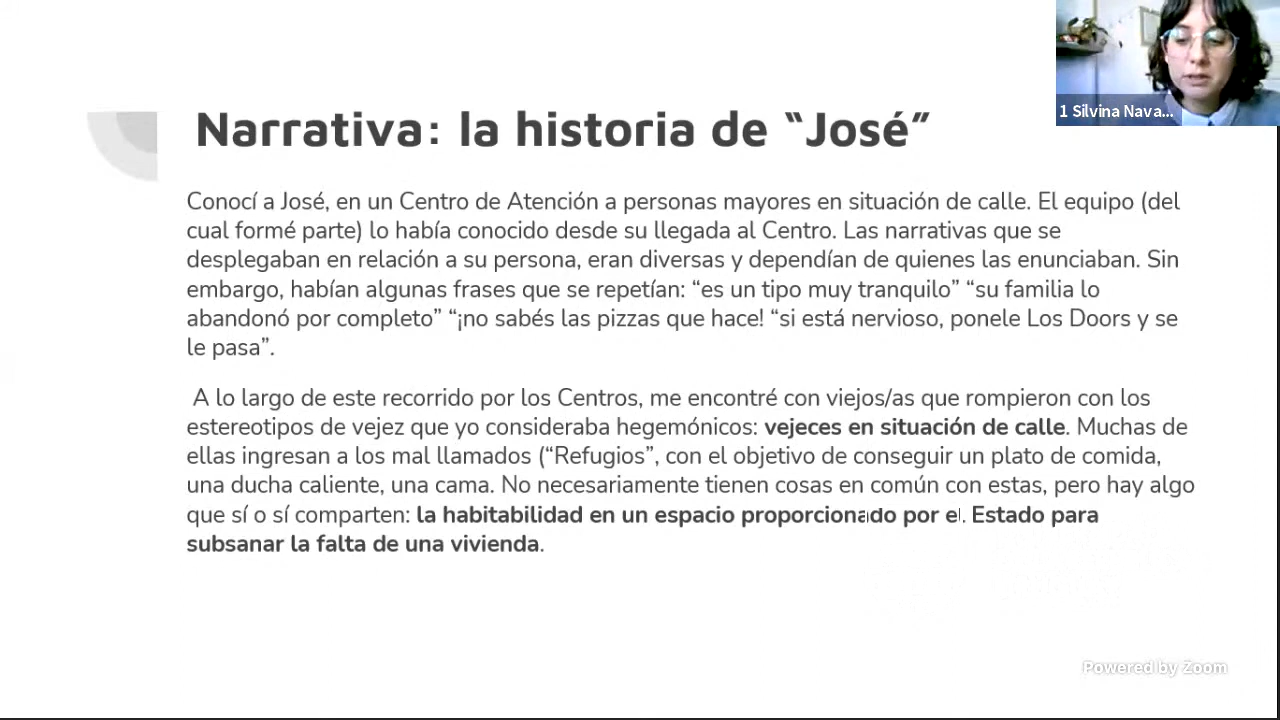 1 Silvina Nava...
Narrativa: la historia de “José”
Conocí a José, en un Centro de Atención a personas mayores en situación de calle. El equipo (del
cual formé parte) lo había conocido desde su llegada al Centro. Las narrativas que se
desplegaban en relación a su persona, eran diversas y dependían de quienes las enunciaban. Sin
embargo, habían algunas frases que se repetían: “es un tipo muy tranquilo” “su familia lo
abandonó por completo” “¡no sabés las pizzas que hace! “si está nervioso, ponele Los Doors y se
le pasa”.
A lo largo de este recorrido por los Centros, me encontré con viejos/as que rompieron con los
estereotipos de vejez que yo consideraba hegemónicos: vejeces en situación de calle. Muchas de
ellas ingresan a los mal llamados (“Refugios”, con el objetivo de conseguir un plato de comida,
una ducha caliente, una cama. No necesariamente tienen cosas en común con estas, pero hay algo
que sí o sí comparten: la habitabilidad en un espacio proporcionado por el. Estado para
subsanar la falta de una vivienda.
Powered by Zoom